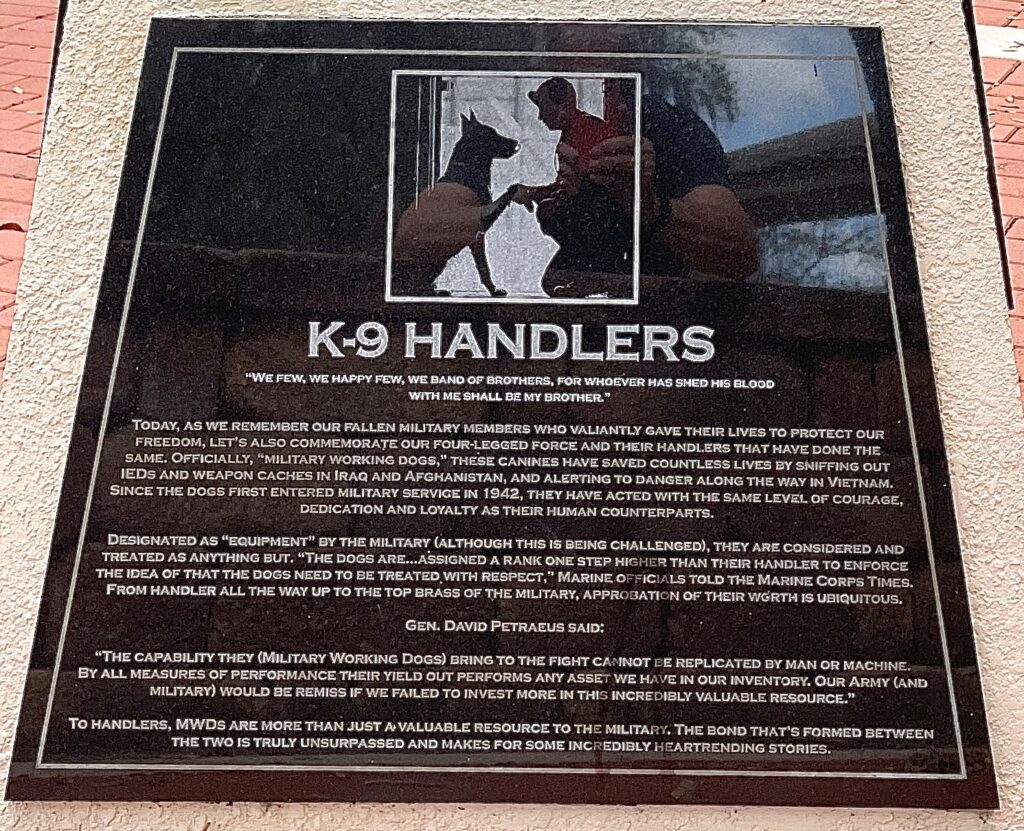 K-9 HANDLERS
"WE FEW, WE HAPPY FEW, WE BAND OF BROTHERS, FOR WHOEVER HAS SHED HIS BLOOD
WITH ME SHALL BE MY BROTHER."
TODAY, AS WE REMEMBER OUR FALLEN MILITARY MEMBERS WHO VALIANTLY GAVE THEIR LIVES TO PROTECT OUR
FREEDOM, LET'S ALSO COMMEMORATE OUR FOUR-LEGGED FORCE AND THEIR HANDLERS THAT HAVE DONE THE
SAME. OFFICIALLY, "MILITARY WORKING DOGS," THESE CANINES HAVE SAVED COUNTLESS LIVES BY SNIFFING OUT
IEDS AND WEAPON CACHES IN IRAQ AND AFGHANISTAN, AND ALERTING TO DANGER ALONG THE WAY IN VIETNAM.
SINCE THE DOGS FIRST ENTERED MILITARY SERVICE IN 1942, THEY HAVE ACTED WITH THE SAME LEVEL OF COURAGE,
DEDICATION AND LOYALTY AS THEIR HUMAN COUNTERPARTS.
DESIGNATED AS "EQUIPMENT" BY THE MILITARY (ALTHOUGH THIS IS BEING CHALLENGED), THEY ARE CONSIDERED AND
TREATED AS ANYTHING BUT. "THE DOGS ARE...ASSIGNED A RANK ONE STEP HIGHER THAN THEIR HANDLER TO ENFORCE
THE IDEA OF THAT THE DOGS NEED TO BE TREATED WITH RESPECT," MARINE OFFICIALS TOLD THE MARINE CORPS TIMES.
FROM HANDLER ALL THE WAY UP TO THE TOP BRASS OF THE MILITARY, APPROBATION OF THEIR WORTH IS UBIQUITOUS.
GEN. DAVID PETRAEUS SAID:
"THE CAPABILITY THEY (MILITARY WORKING DOGS) BRING TO THE FIGHT CANNOT BE REPLICATED BY MAN OR MACHINE.
BY ALL MEASURES OF PERFORMANCE THEIR YIELD OUT PERFORMS ANY ASSET WE HAVE IN OUR INVENTORY. OUR ARMY (AND
MILITARY) WOULD BE REMISS IF WE FAILED TO INVEST MORE IN THIS INCREDIBLY VALUABLE RESOURCE."
TO HANDLERS, MWDS ARE MORE THAN JUST A VALUABLE RESOURCE TO THE MILITARY. THE BOND THAT'S FORMED BETWEEN
THE TWO IS TRULY UNSURPASSED AND MAKES FOR SOME INCREDIBLY HEARTRENDING STORIES.